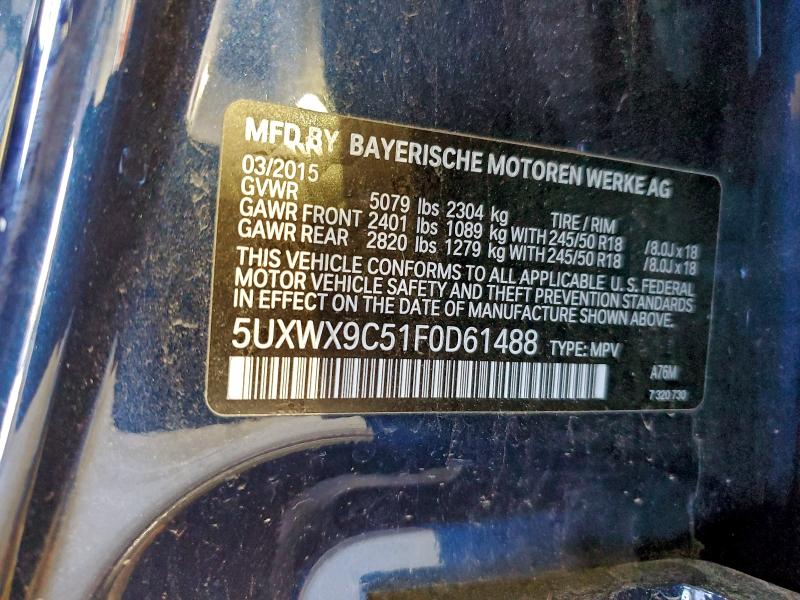 MFD BY BAYERISCHE MOTOREN WERKE AG
03/2015
GVWR 5079 lbs 2304 kg TIRE / RIM
GAWR FRONT 2401 lbs 1089 kg WITH 245/50 R18 /8.0J x 18
GAWR REAR 2820 lbs 1279 kg WITH 245/50 R18 /8.0J x 18
THIS VEHICLE CONFORMS TO ALL APPLICABLE U.S. FEDERAL
MOTOR VEHICLE SAFETY AND THEFT PREVENTION STANDARDS
IN EFFECT ON THE DATE OF MANUFACTURE SHOWN ABOVE.
5UXWX9C51F0D61488 TYPE: MPV
A76M
7 320 730